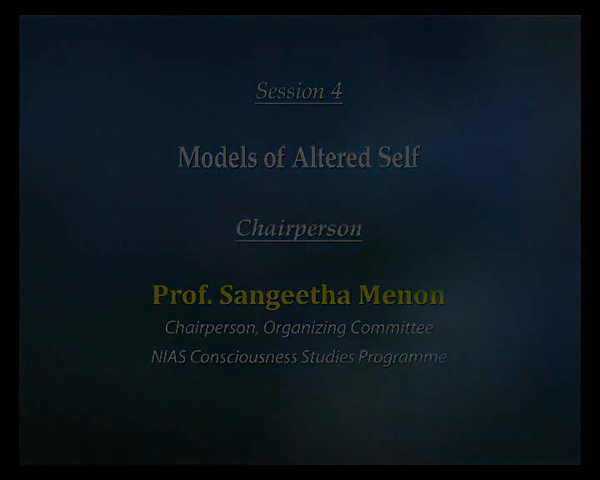 Session 4
Models of Altered Self
Chairperson
Prof. Sangeetha Menon
Chairperson, Organizing Committee
NIAS Consciousness Studies Programme